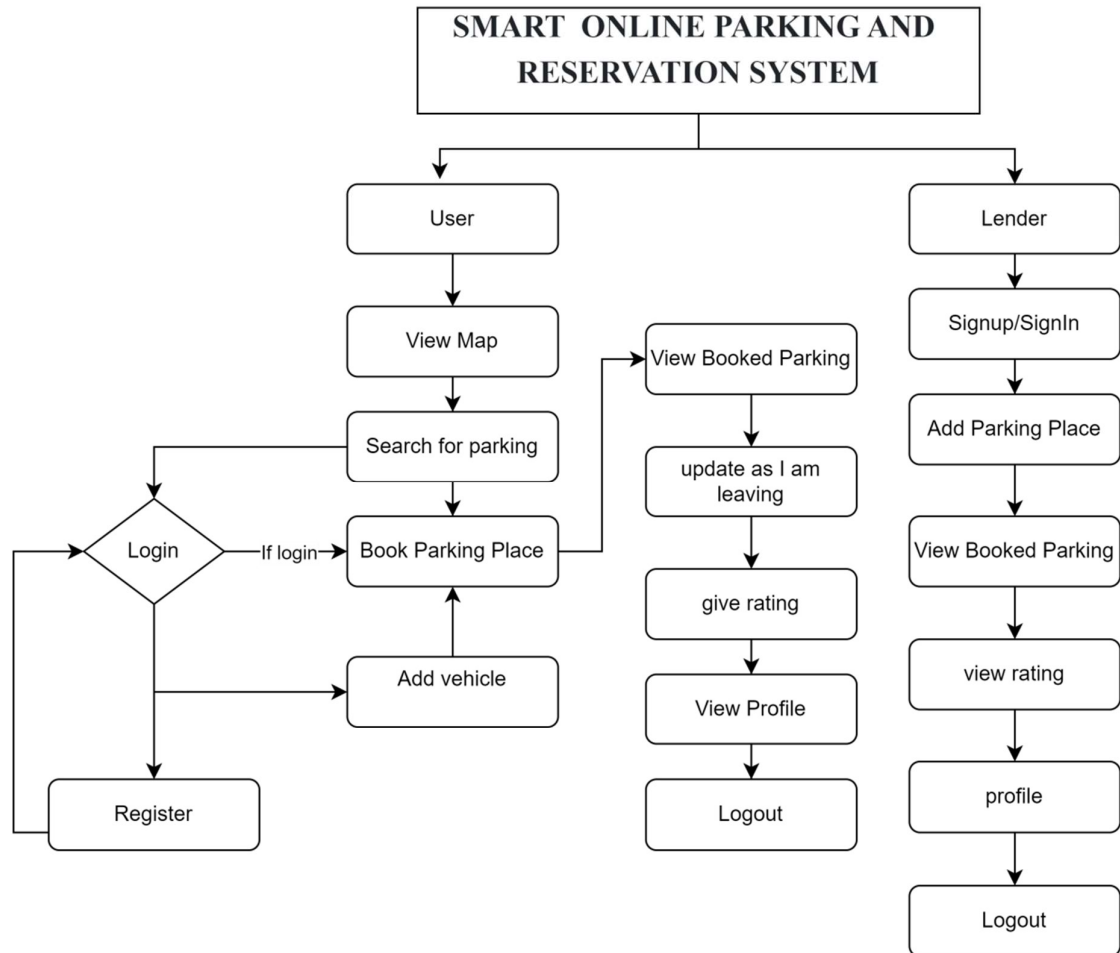 SMART ONLINE PARKING AND
RESERVATION SYSTEM
User
Lender
View Map
Signup/SignIn
View Booked Parking
Search for parking
Add Parking Place
update as I am
leaving
Login
If login
Book Parking Place
View Booked Parking
give rating
Add vehicle
view rating
View Profile
Register
Logout
profile
Logout